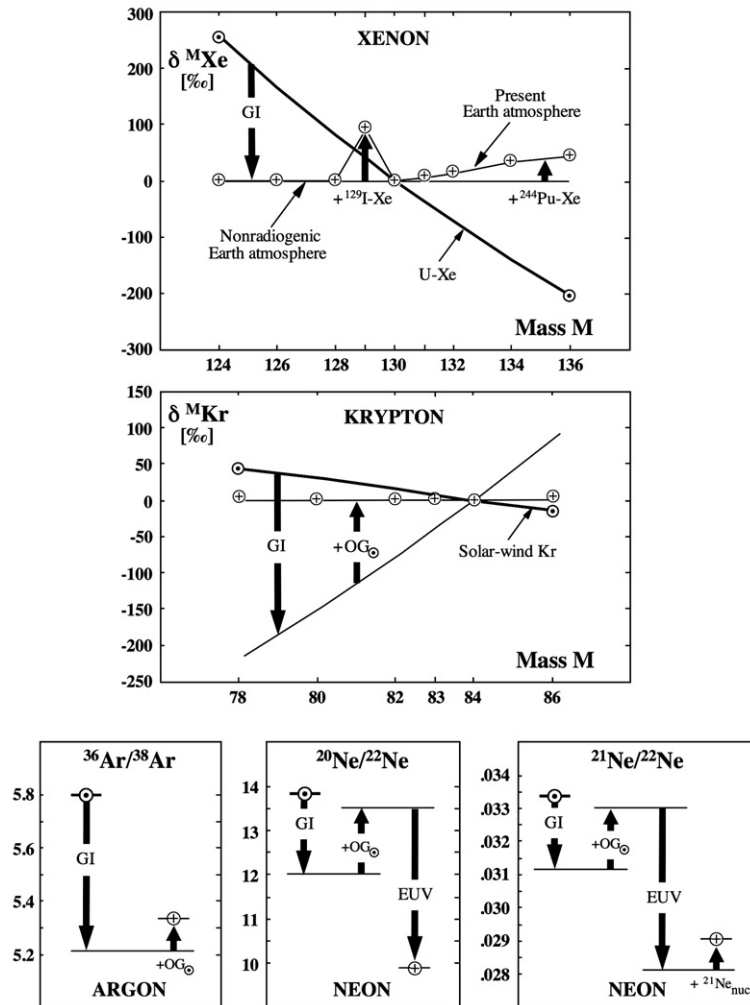 XENON
δ ᴹXe
[‰]
300
200
100
0
-100
-200
-300
GI
Present
Earth atmosphere
+¹²⁹I-Xe
+²⁴⁴Pu-Xe
Nonradiogenic
Earth atmosphere
U-Xe
Mass M
124 126 128 130 132 134 136
KRYPTON
δ ᴹKr
[‰]
150
100
50
0
-50
-100
-150
-200
-250
GI
+OG⊙
Solar-wind Kr
Mass M
78 80 82 83 84 86
³⁶Ar/³⁸Ar
5.8
5.6
5.4
5.2
GI
+OG⊙
ARGON
²⁰Ne/²²Ne
14
13
12
11
10
GI
+OG⊙
EUV
NEON
²¹Ne/²²Ne
.034
.033
.032
.031
.030
.029
.028
GI
+OG⊙
EUV
+ ²¹Ne nuc
NEON